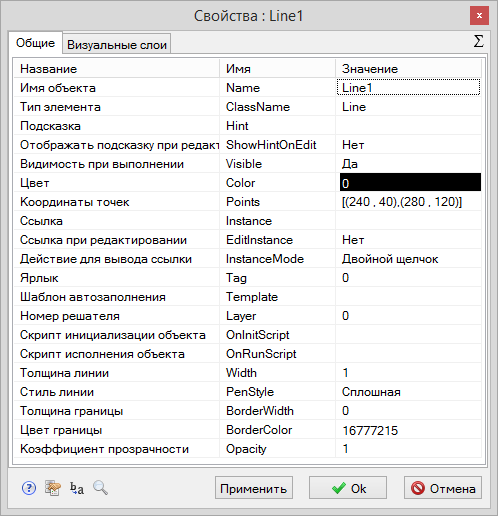 Свойства : Line1
x
Общие Визуальные слои Σ
Название Имя Значение
Имя объекта Name Line1
Тип элемента ClassName Line
Подсказка Hint
Отображать подсказку при редакт ShowHintOnEdit Нет
Видимость при выполнении Visible Да
Цвет Color 0
Координаты точек Points [(240 , 40),(280 , 120)]
Ссылка Instance
Ссылка при редактировании EditInstance Нет
Действие для вывода ссылки InstanceMode Двойной щелчок
Ярлык Tag 0
Шаблон автозаполнения Template
Номер решателя Layer 0
Скрипт инициализации объекта OnInitScript
Скрипт исполнения объекта OnRunScript
Толщина линии Width 1
Стиль линии PenStyle Сплошная
Толщина границы BorderWidth 0
Цвет границы BorderColor 16777215
Коэффициент прозрачности Opacity 1
? b a Применить Ok Отмена